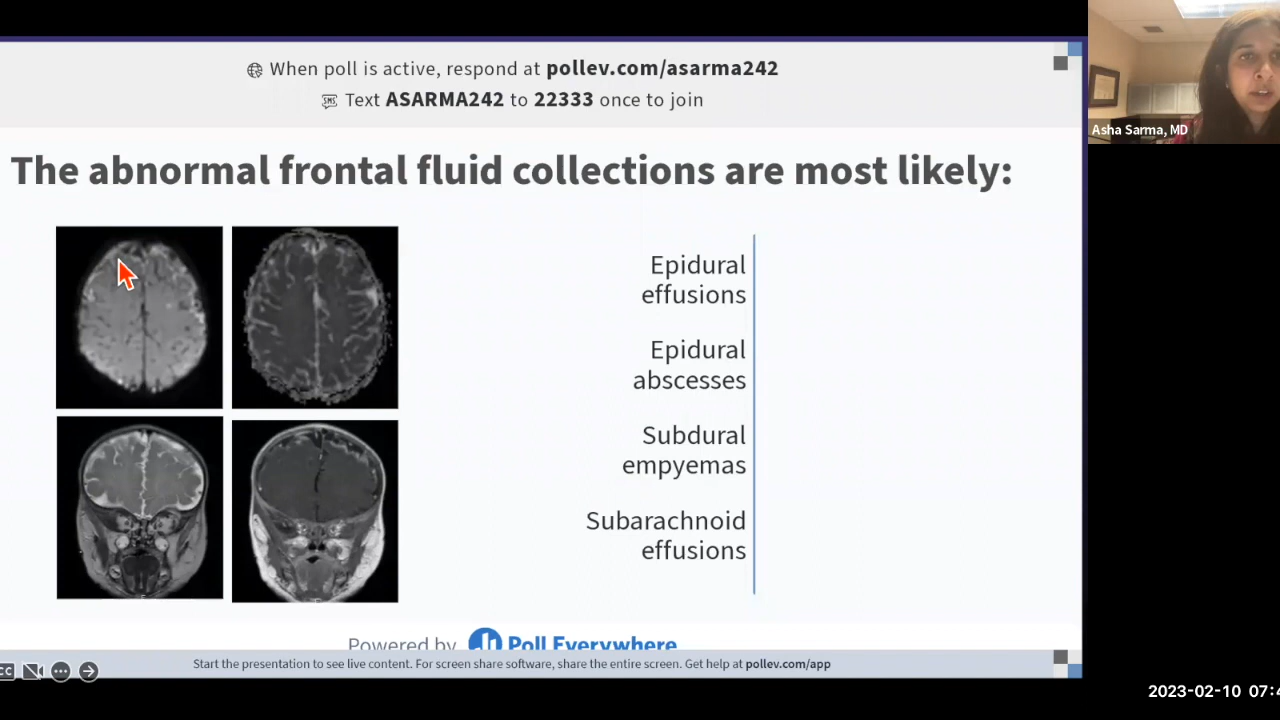 When poll is active, respond at pollev.com/asarma242
Text ASARMA242 to 22333 once to join
Asha Sarma, MD
The abnormal frontal fluid collections are most likely:
Epidural
effusions
Epidural
abscesses
Subdural
empyemas
Subarachnoid
effusions
Powered by Poll Everywhere
Start the presentation to see live content. For screen share software, share the entire screen. Get help at pollev.com/app
2023-02-10